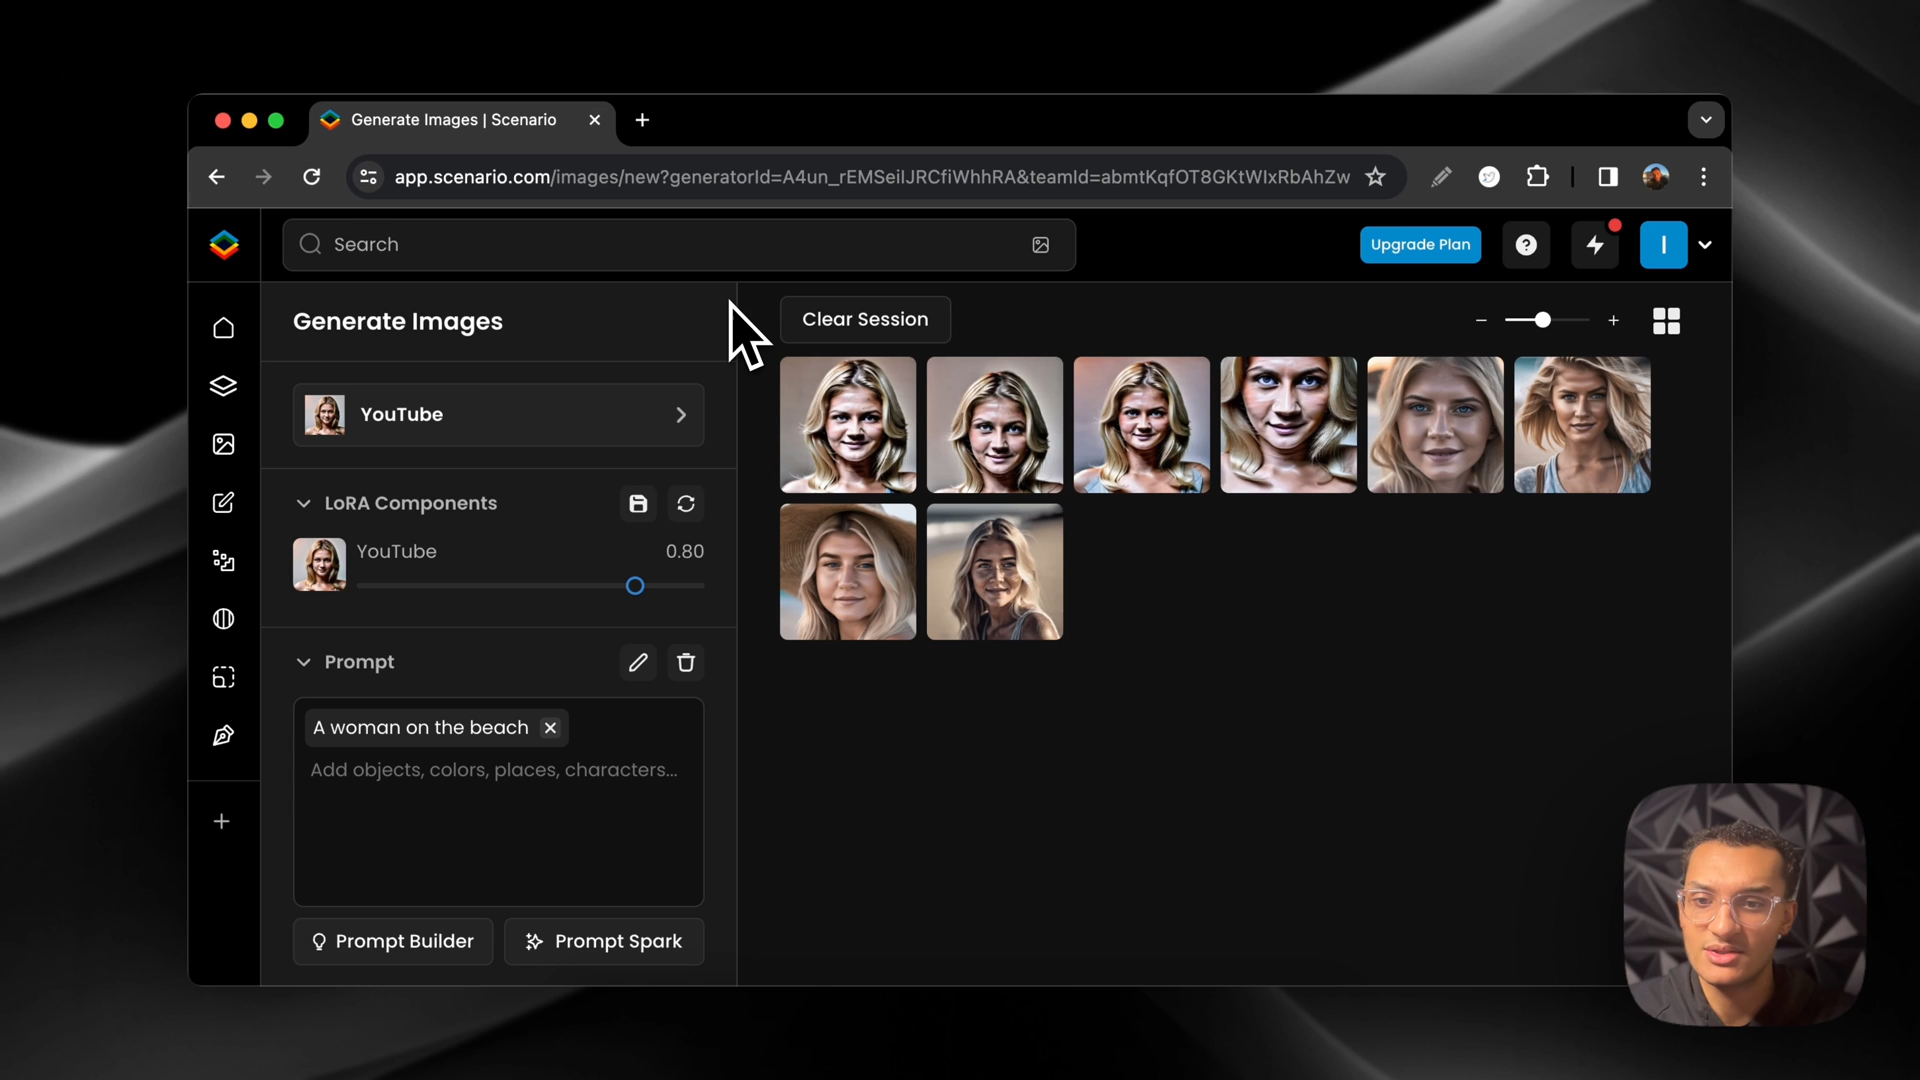 Generate Images | Scenario
app.scenario.com/images/new?generatorId=A4un_rEMSeiIJRCfiWhhRA&teamId=abmtKqfOT8GKtWIxRbAhZw
Search
Upgrade Plan
I
Generate Images
Clear Session
YouTube
LoRA Components
YouTube
0.80
Prompt
A woman on the beach
Add objects, colors, places, characters...
Prompt Builder
Prompt Spark